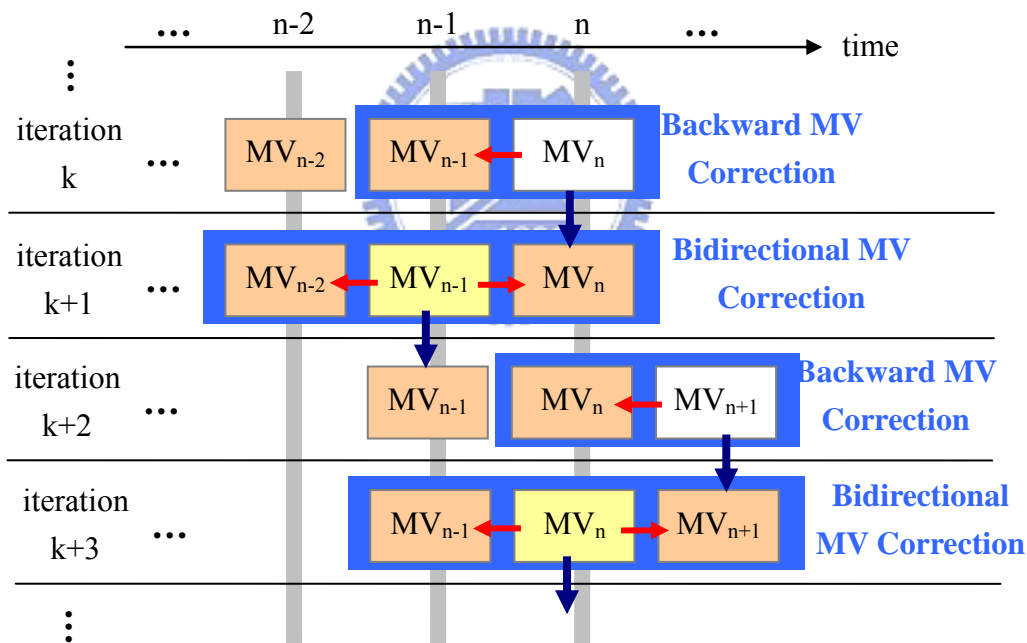 ... n-2 n-1 n ...
time
...
iteration k ... MVn-2 MVn-1 MVn Backward MV Correction
iteration k+1 ... MVn-2 MVn-1 MVn Bidirectional MV Correction
iteration k+2 ... MVn-1 MVn MVn+1 Backward MV Correction
iteration k+3 ... MVn-1 MVn MVn+1 Bidirectional MV Correction
...